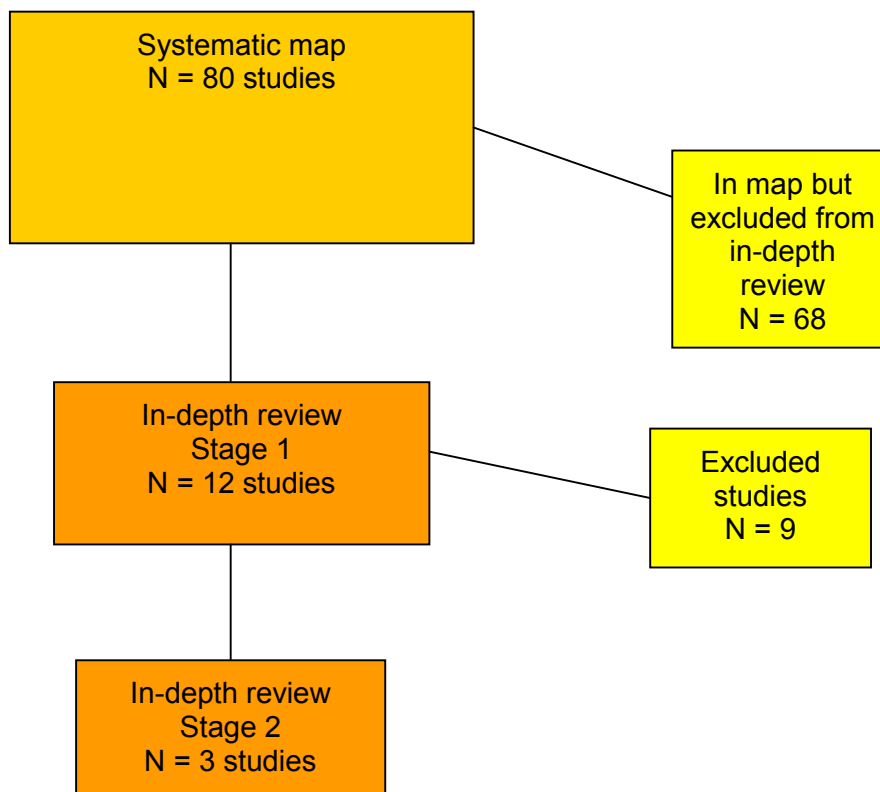 Systematic map
N = 80 studies
In map but
excluded from
in-depth
review
N = 68
In-depth review
Stage 1
N = 12 studies
Excluded
studies
N = 9
In-depth review
Stage 2
N = 3 studies